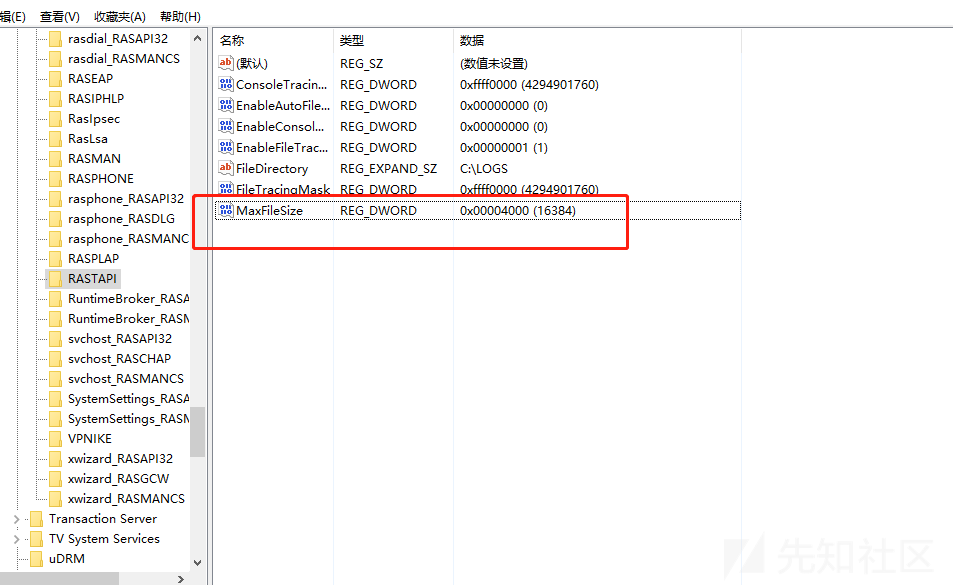 辑(E) 查看(V) 收藏夹(A) 帮助(H)
rasdial_RASAPI32
rasdial_RASMANCS
RASEAP
RASIPHLP
RasIpsec
RasLsa
RASMAN
RASPHONE
rasphone_RASAPI32
rasphone_RASDLG
rasphone_RASMANC
RASPLAP
RASTAPI
RuntimeBroker_RASA
RuntimeBroker_RASM
svchost_RASAPI32
svchost_RASCHAP
svchost_RASMANCS
SystemSettings_RASA
SystemSettings_RASM
VPNIKE
xwizard_RASAPI32
xwizard_RASGCW
xwizard_RASMANCS
Transaction Server
TV System Services
uDRM
名称 类型 数据
(默认) REG_SZ (数值未设置)
ConsoleTracin... REG_DWORD 0xffff0000 (4294901760)
EnableAutoFile... REG_DWORD 0x00000000 (0)
EnableConsol... REG_DWORD 0x00000000 (0)
EnableFileTrac... REG_DWORD 0x00000001 (1)
FileDirectory REG_EXPAND_SZ C:\LOGS
FileTracingMask REG_DWORD 0xffff0000 (4294901760)
MaxFileSize REG_DWORD 0x00004000 (16384)
先知社区